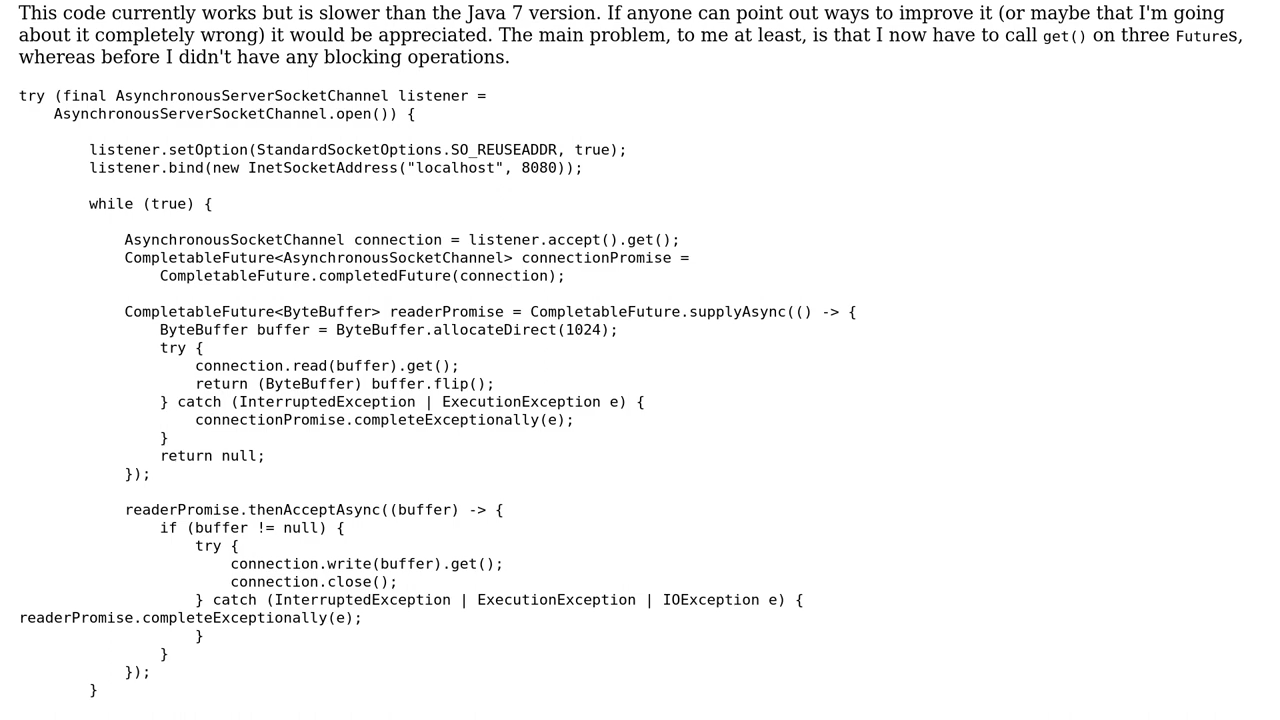 This code currently works but is slower than the Java 7 version. If anyone can point out ways to improve it (or maybe that I'm going
about it completely wrong) it would be appreciated. The main problem, to me at least, is that I now have to call get() on three Futures,
whereas before I didn't have any blocking operations.
try (final AsynchronousServerSocketChannel listener =
    AsynchronousServerSocketChannel.open()) {
        listener.setOption(StandardSocketOptions.SO_REUSEADDR, true);
        listener.bind(new InetSocketAddress("localhost", 8080));
        while (true) {
            AsynchronousSocketChannel connection = listener.accept().get();
            CompletableFuture<AsynchronousSocketChannel> connectionPromise =
                CompletableFuture.completedFuture(connection);
            CompletableFuture<ByteBuffer> readerPromise = CompletableFuture.supplyAsync(() -> {
                ByteBuffer buffer = ByteBuffer.allocateDirect(1024);
                try {
                    connection.read(buffer).get();
                    return (ByteBuffer) buffer.flip();
                } catch (InterruptedException | ExecutionException e) {
                    connectionPromise.completeExceptionally(e);
                }
                return null;
            });
            readerPromise.thenAcceptAsync((buffer) -> {
                if (buffer != null) {
                    try {
                        connection.write(buffer).get();
                        connection.close();
                    } catch (InterruptedException | ExecutionException | IOException e) {
readerPromise.completeExceptionally(e);
                    }
                }
            });
        }